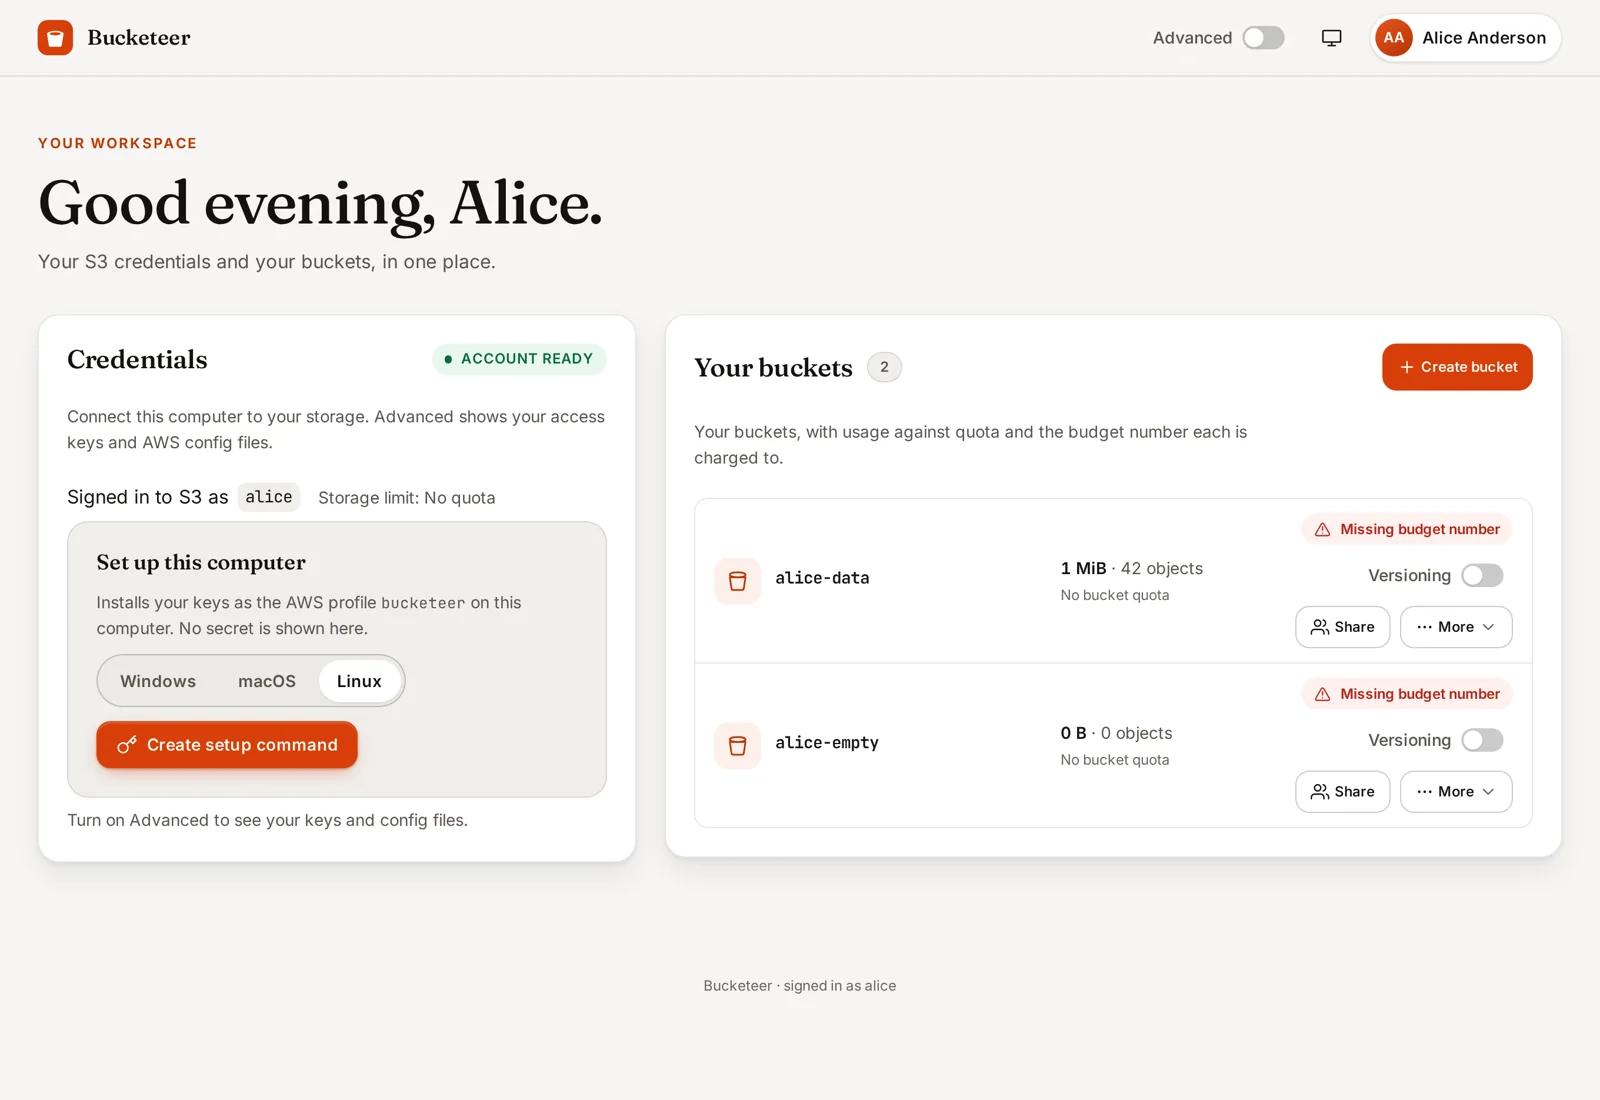 Bucketeer
Advanced
AA
Alice Anderson
YOUR WORKSPACE
Good evening, Alice.
Your S3 credentials and your buckets, in one place.
Credentials
ACCOUNT READY
Connect this computer to your storage. Advanced shows your access
keys and AWS config files.
Signed in to S3 as alice Storage limit: No quota
Set up this computer
Installs your keys as the AWS profile bucketeer on this
computer. No secret is shown here.
Windows macOS Linux
Create setup command
Turn on Advanced to see your keys and config files.
Your buckets 2
+ Create bucket
Your buckets, with usage against quota and the budget number each is
charged to.
Missing budget number
alice-data
1 MiB · 42 objects
No bucket quota
Versioning
Share
··· More
Missing budget number
alice-empty
0 B · 0 objects
No bucket quota
Versioning
Share
··· More
Bucketeer · signed in as alice